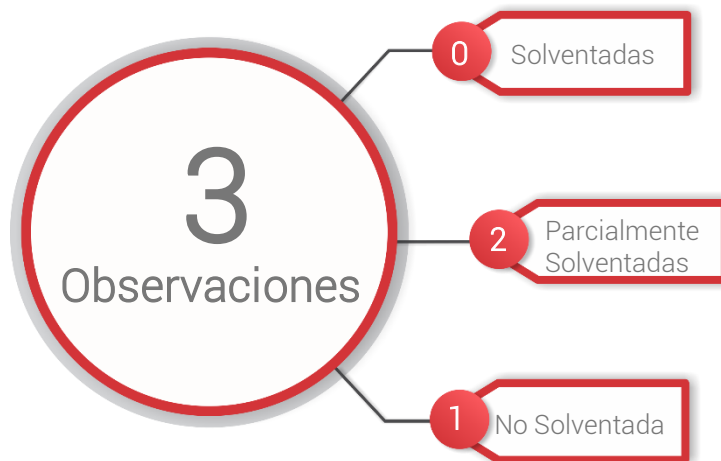 3
Observaciones
0
Solventadas
2
Parcialmente
Solventadas
1
No Solventada